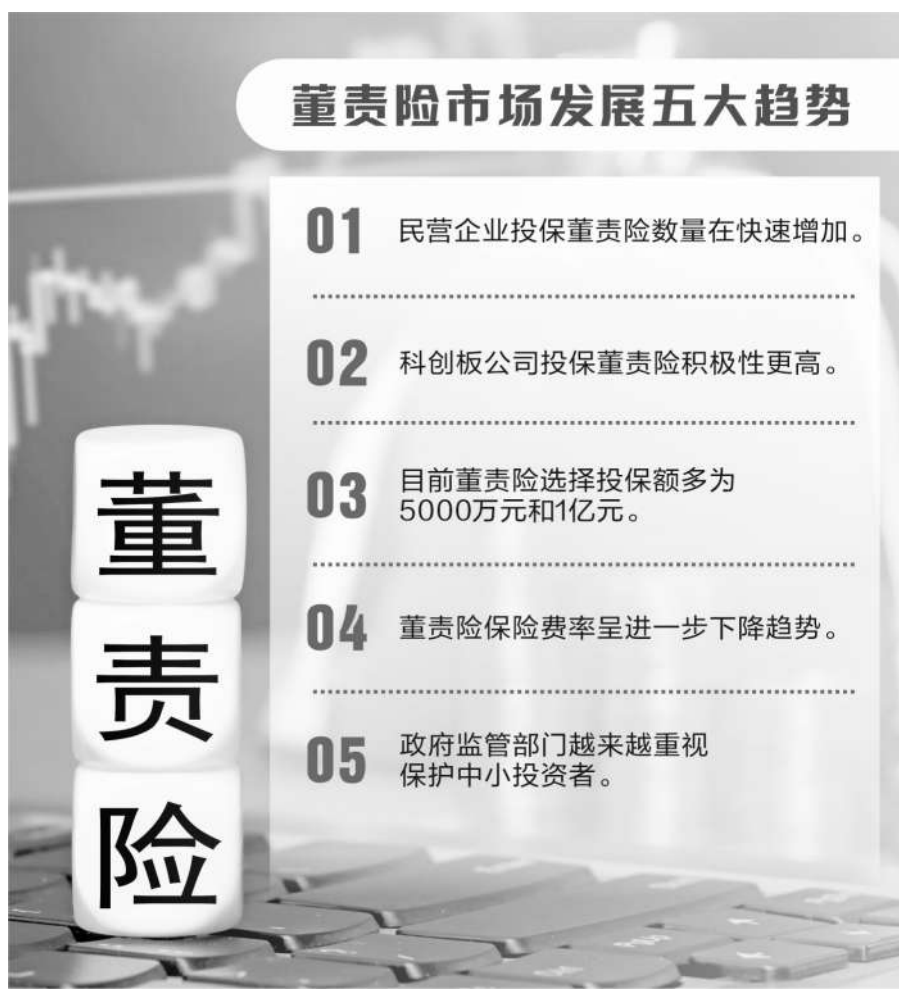 董责险市场发展五大趋势
01 民营企业投保董责险数量在快速增加。
02 科创板公司投保董责险积极性更高。
03 目前董责险选择投保额多为
5000万元和1亿元。
04 董责险保险费率呈进一步下降趋势。
05 政府监管部门越来越重视
保护中小投资者。
董
责
险